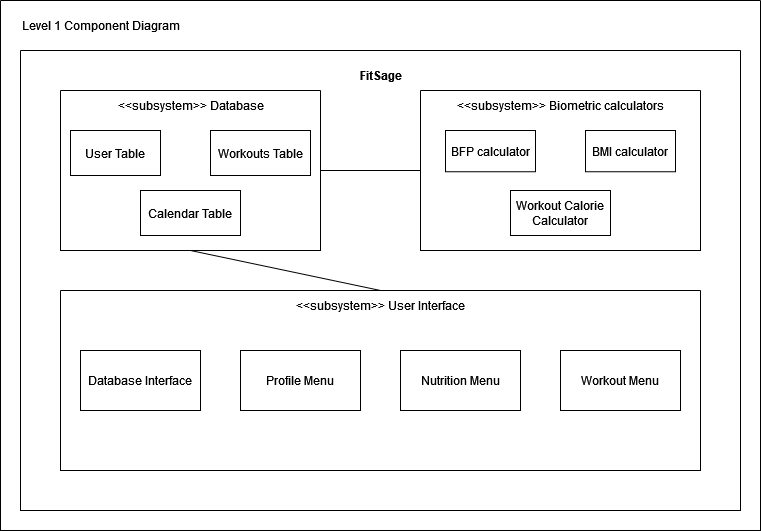 Level 1 Component Diagram
FitSage
<<subsystem>> Database
User Table
Workouts Table
Calendar Table
<<subsystem>> Biometric calculators
BFP calculator
BMI calculator
Workout Calorie
Calculator
<<subsystem>> User Interface
Database Interface
Profile Menu
Nutrition Menu
Workout Menu